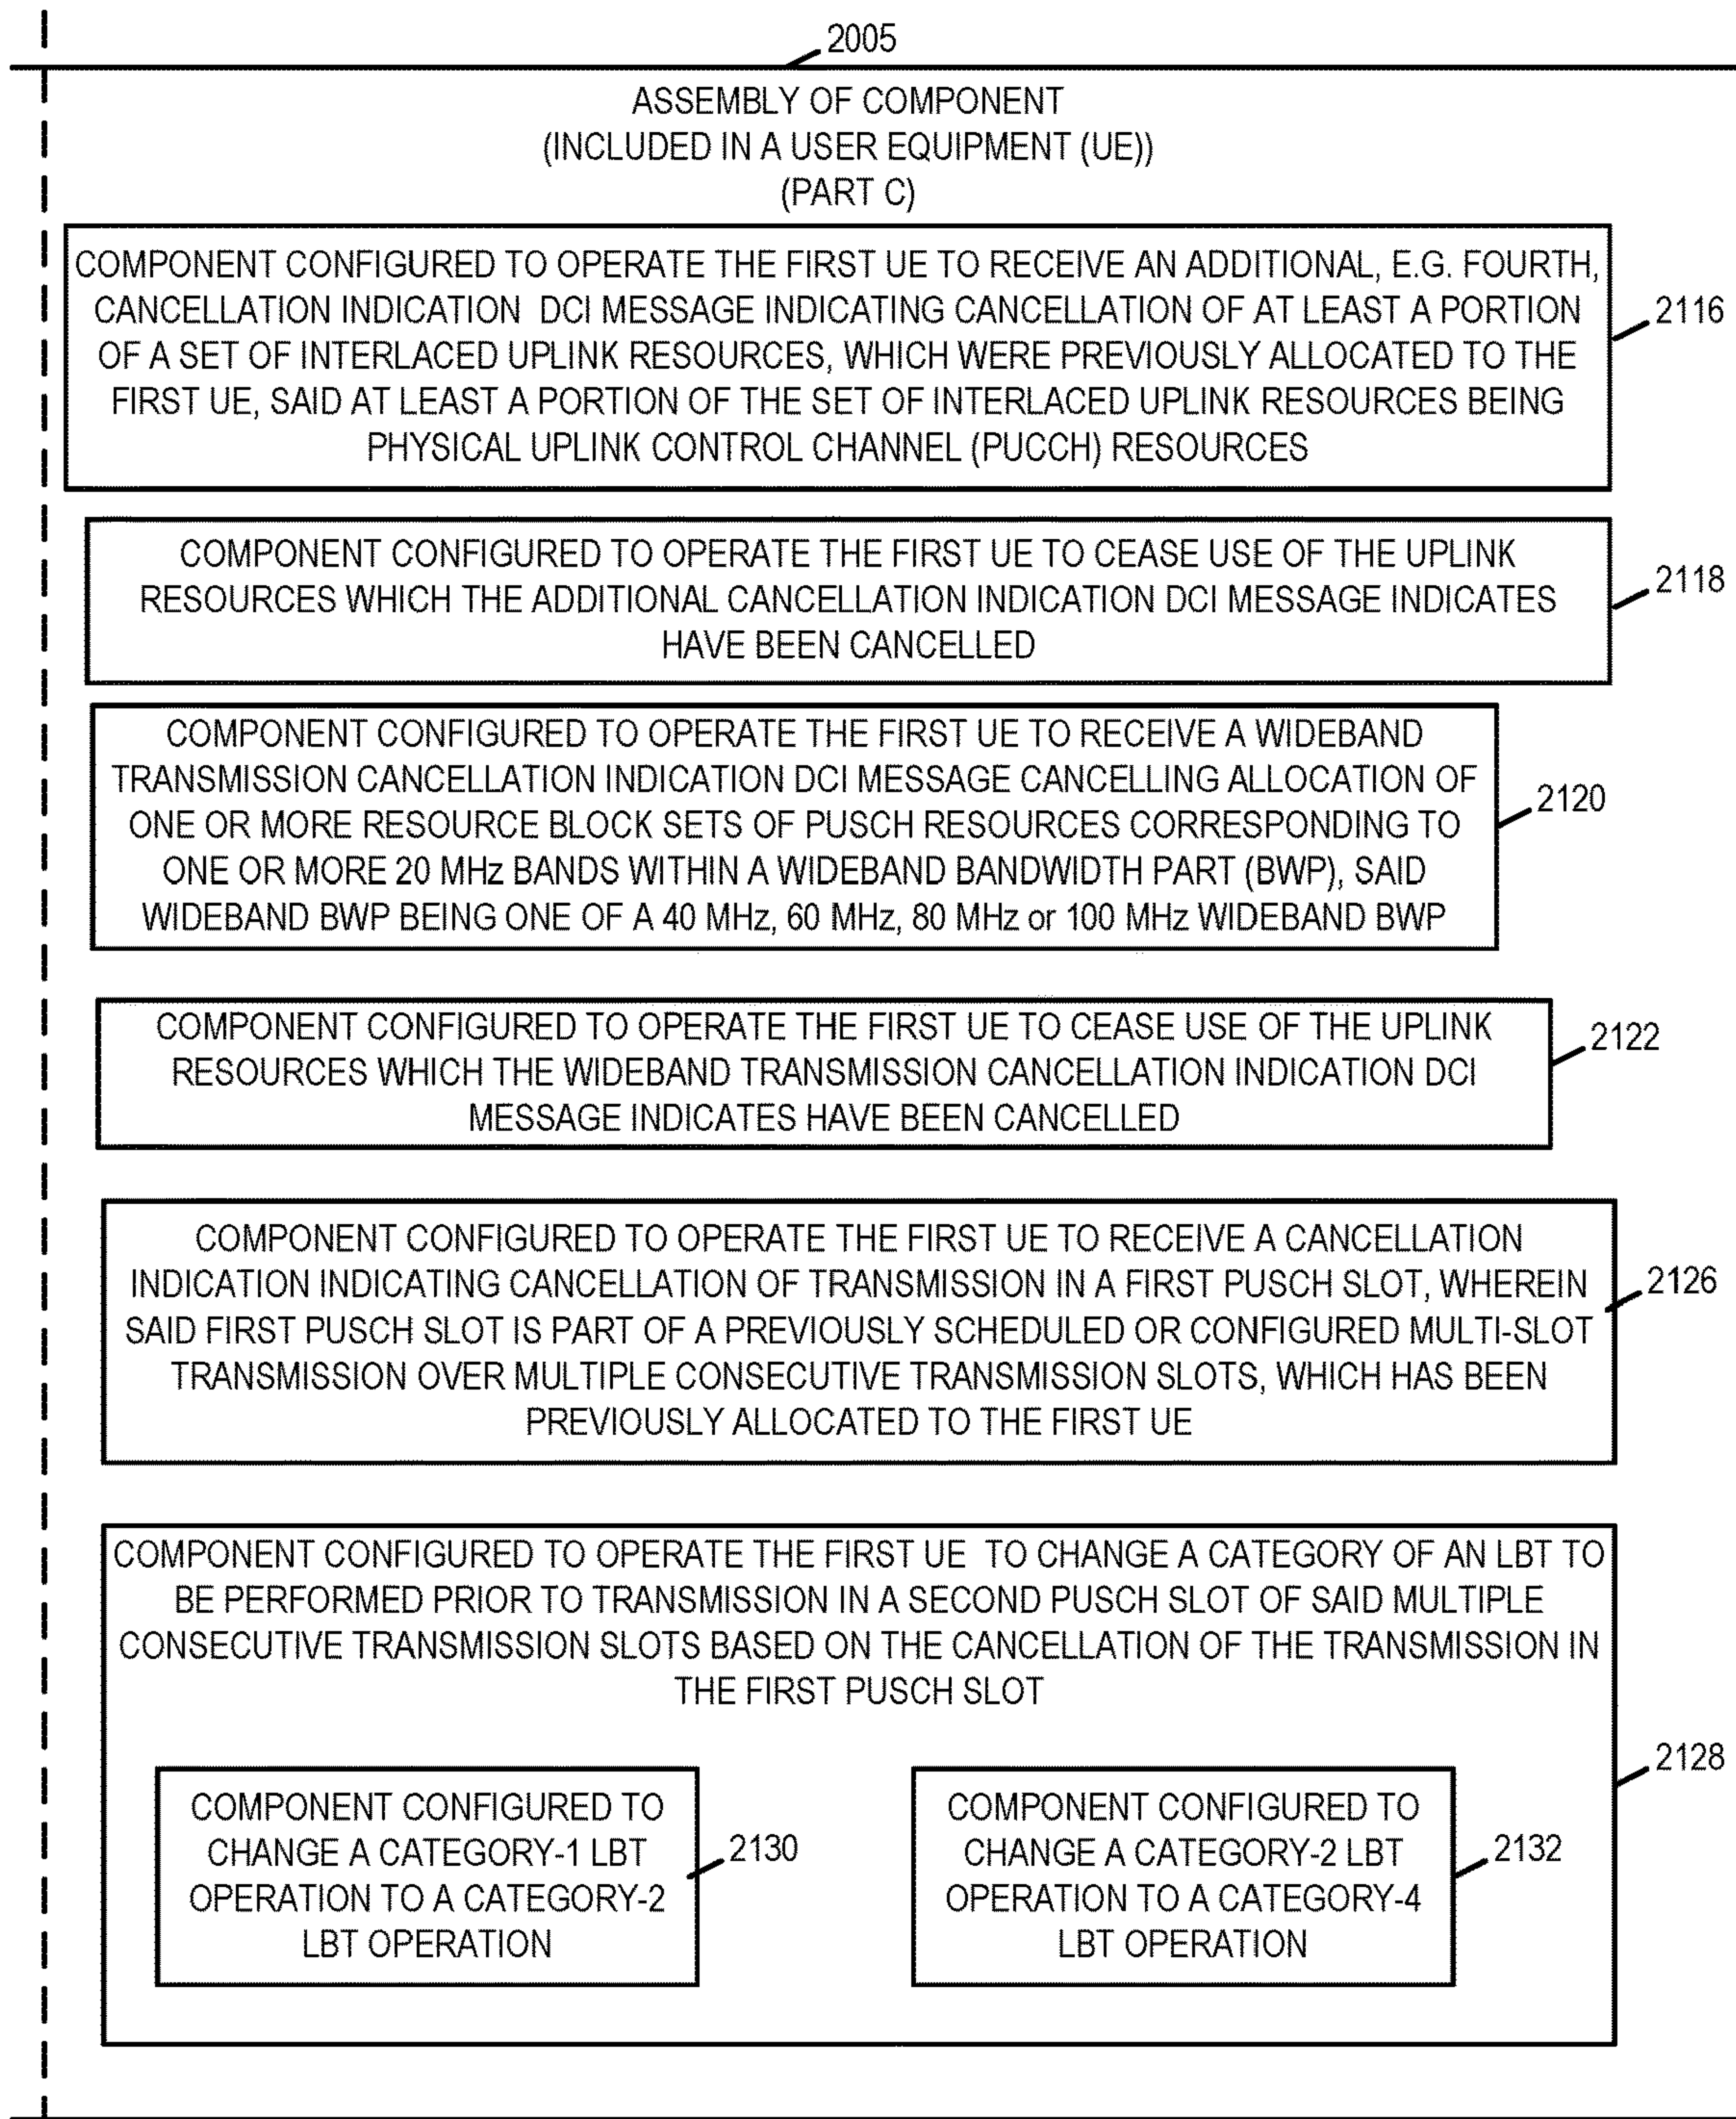 2005
ASSEMBLY OF COMPONENT
(INCLUDED IN A USER EQUIPMENT (UE))
(PART C)
COMPONENT CONFIGURED TO OPERATE THE FIRST UE TO RECEIVE AN ADDITIONAL, E.G. FOURTH,
CANCELLATION INDICATION DCI MESSAGE INDICATING CANCELLATION OF AT LEAST A PORTION
OF A SET OF INTERLACED UPLINK RESOURCES, WHICH WERE PREVIOUSLY ALLOCATED TO THE
FIRST UE, SAID AT LEAST A PORTION OF THE SET OF INTERLACED UPLINK RESOURCES BEING
PHYSICAL UPLINK CONTROL CHANNEL (PUCCH) RESOURCES
2116
COMPONENT CONFIGURED TO OPERATE THE FIRST UE TO CEASE USE OF THE UPLINK
RESOURCES WHICH THE ADDITIONAL CANCELLATION INDICATION DCI MESSAGE INDICATES
HAVE BEEN CANCELLED
2118
COMPONENT CONFIGURED TO OPERATE THE FIRST UE TO RECEIVE A WIDEBAND
TRANSMISSION CANCELLATION INDICATION DCI MESSAGE CANCELLING ALLOCATION OF
ONE OR MORE RESOURCE BLOCK SETS OF PUSCH RESOURCES CORRESPONDING TO
ONE OR MORE 20 MHz BANDS WITHIN A WIDEBAND BANDWIDTH PART (BWP), SAID
WIDEBAND BWP BEING ONE OF A 40 MHz, 60 MHz, 80 MHz or 100 MHz WIDEBAND BWP
2120
COMPONENT CONFIGURED TO OPERATE THE FIRST UE TO CEASE USE OF THE UPLINK
RESOURCES WHICH THE WIDEBAND TRANSMISSION CANCELLATION INDICATION DCI
MESSAGE INDICATES HAVE BEEN CANCELLED
2122
COMPONENT CONFIGURED TO OPERATE THE FIRST UE TO RECEIVE A CANCELLATION
INDICATION INDICATING CANCELLATION OF TRANSMISSION IN A FIRST PUSCH SLOT, WHEREIN
SAID FIRST PUSCH SLOT IS PART OF A PREVIOUSLY SCHEDULED OR CONFIGURED MULTI-SLOT
TRANSMISSION OVER MULTIPLE CONSECUTIVE TRANSMISSION SLOTS, WHICH HAS BEEN
PREVIOUSLY ALLOCATED TO THE FIRST UE
2126
COMPONENT CONFIGURED TO OPERATE THE FIRST UE TO CHANGE A CATEGORY OF AN LBT TO
BE PERFORMED PRIOR TO TRANSMISSION IN A SECOND PUSCH SLOT OF SAID MULTIPLE
CONSECUTIVE TRANSMISSION SLOTS BASED ON THE CANCELLATION OF THE TRANSMISSION IN
THE FIRST PUSCH SLOT
2128
COMPONENT CONFIGURED TO
CHANGE A CATEGORY-1 LBT
OPERATION TO A CATEGORY-2
LBT OPERATION
2130
COMPONENT CONFIGURED TO
CHANGE A CATEGORY-2 LBT
OPERATION TO A CATEGORY-4
LBT OPERATION
2132